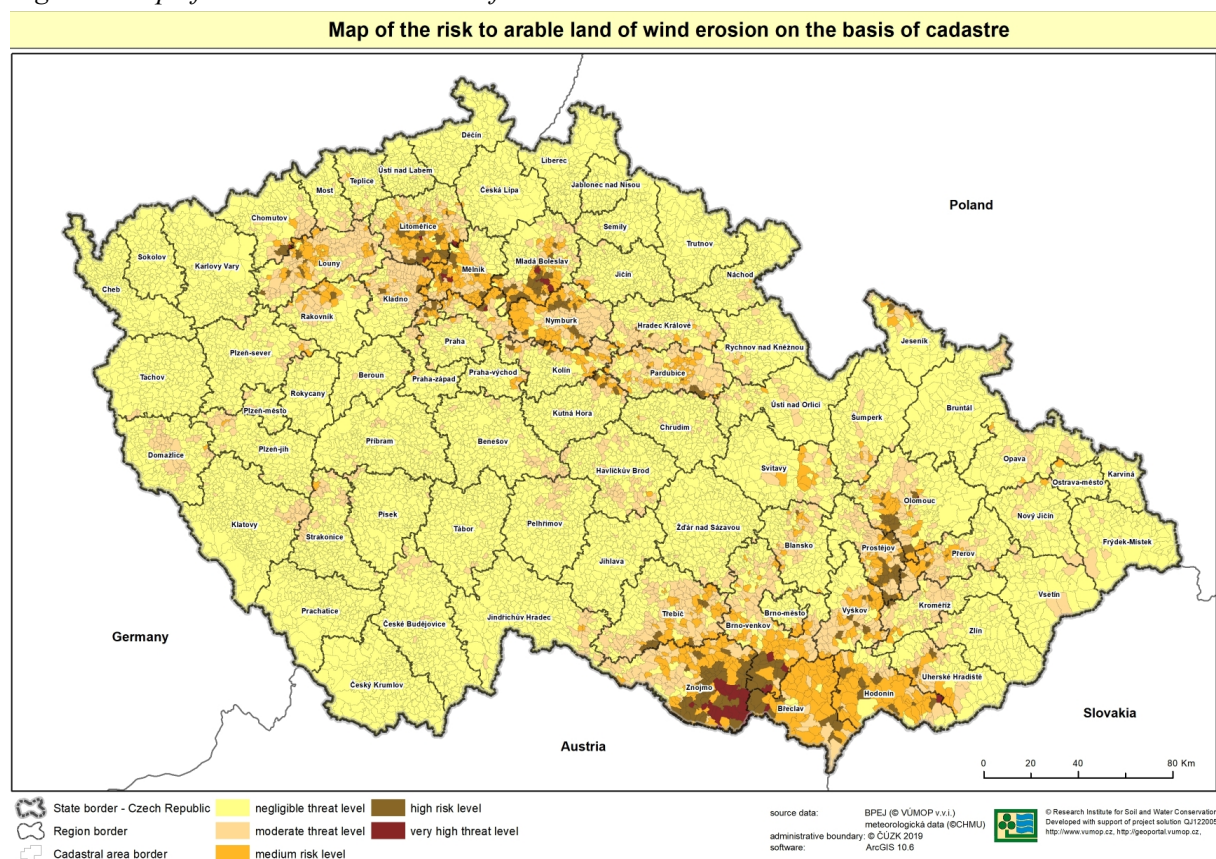 Map of the risk to arable land of wind erosion on the basis of cadastre
Děčín
Liberec
Ústí nad Labem
Teplice
Most
Česká Lípa
Jablonec nad Nisou
Chomutov
Litoměřice
Semily
Trutnov
Poland
Sokolov
Karlovy Vary
Louny
Mělník
Mladá Boleslav
Jičín
Náchod
Cheb
Kladno
Rakovník
Nymburk
Hradec Králové
Jeseník
Praha
Rychnov nad Kněžnou
Plzeň-sever
Tachov
Beroun
Praha-západ
Praha-východ
Kolín
Pardubice
Rokycany
Plzeň-město
Kutná Hora
Ústí nad Orlicí
Šumperk
Bruntál
Chrudim
Domažlice
Plzeň-jih
Příbram
Benešov
Havlíčkův Brod
Svitavy
Opava
Karviná
Ostrava-město
Olomouc
Klatovy
Strakonice
Písek
Tábor
Pelhřimov
Žďár nad Sázavou
Blansko
Prostějov
Přerov
Nový Jičín
Frýdek-Místek
Jihlava
Vsetín
Prachatice
České Budějovice
Jindřichův Hradec
Třebíč
Brno-město
Brno-venkov
Vyškov
Kroměříž
Zlín
Germany
Český Krumlov
Znojmo
Břeclav
Hodonín
Uherské Hradiště
Slovakia
Austria
0 20 40 80 Km
State border - Czech Republic
Region border
Cadastral area border
negligible threat level
moderate threat level
medium risk level
high risk level
very high threat level
source data: BPEJ (© VÚMOP v.v.i.)
meteorologická data (©CHMU)
administrative boundary: © ČÚZK 2019
software: ArcGIS 10.6
© Research Institute for Soil and Water Conservation
Developed with support of project solution QJ122005
http://www.vumop.cz, http://geoportal.vumop.cz,